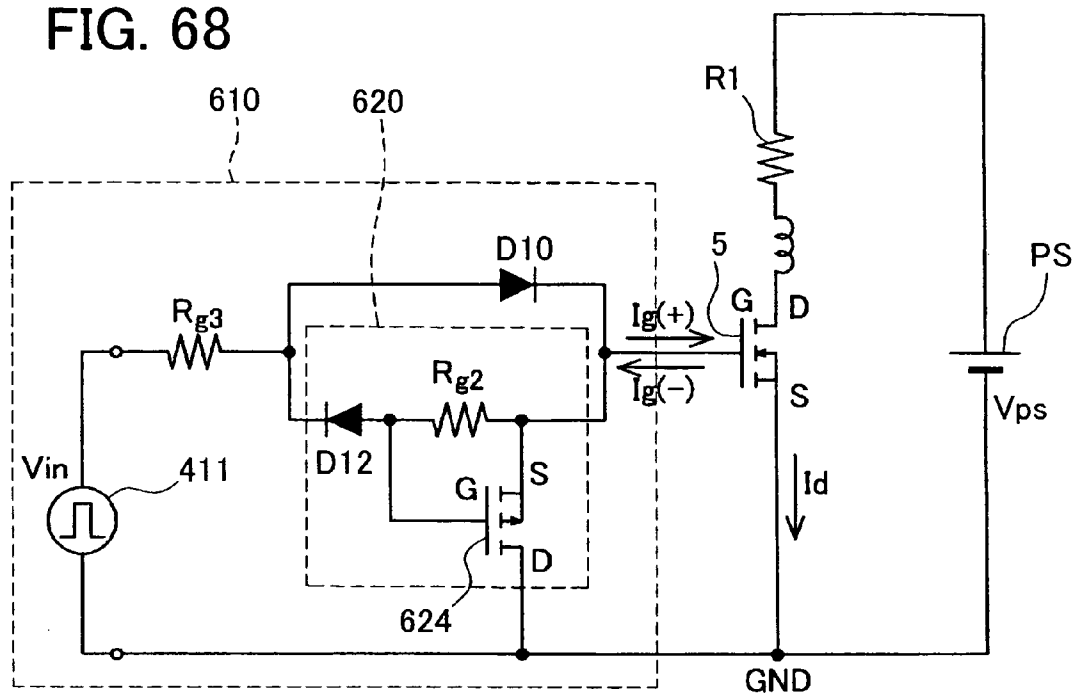 FIG. 68
610
620
R1
D10
5
PS
Rg3
Ig(+)
G
D
Rg2
Ig(-)
S
Vps
Vin
411
D12
G
S
Id
D
624
GND